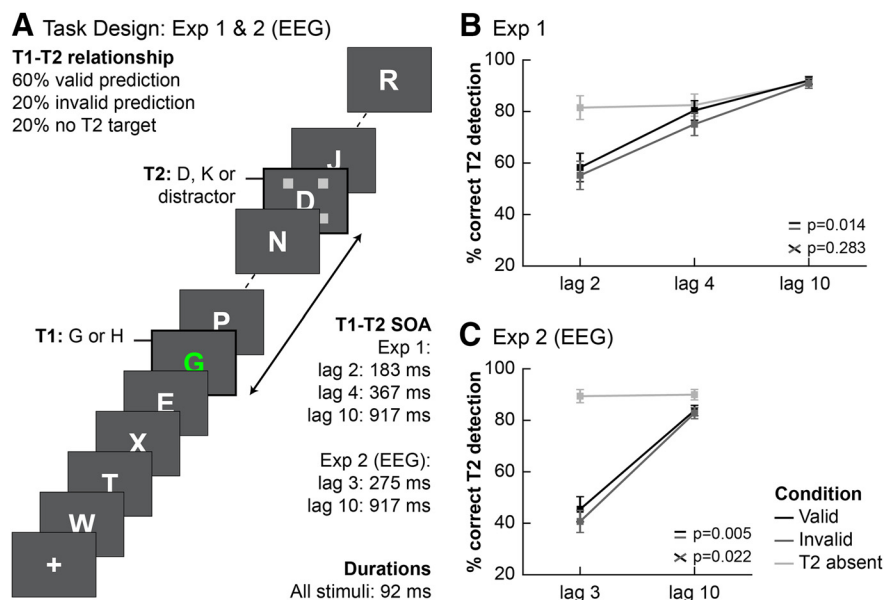 A Task Design: Exp 1 & 2 (EEG)
T1-T2 relationship
60% valid prediction
20% invalid prediction
20% no T2 target
R
J
T2: D, K or
distractor
D
N
P
T1: G or H
G
E
X
T
W
+
T1-T2 SOA
Exp 1:
lag 2: 183 ms
lag 4: 367 ms
lag 10: 917 ms
Exp 2 (EEG):
lag 3: 275 ms
lag 10: 917 ms
Durations
All stimuli: 92 ms
B Exp 1
% correct T2 detection
100
80
60
40
20
p=0.014
p=0.283
lag 2 lag 4 lag 10
C Exp 2 (EEG)
% correct T2 detection
100
80
60
40
20
p=0.005
p=0.022
lag 3 lag 10
Condition
Valid
Invalid
T2 absent